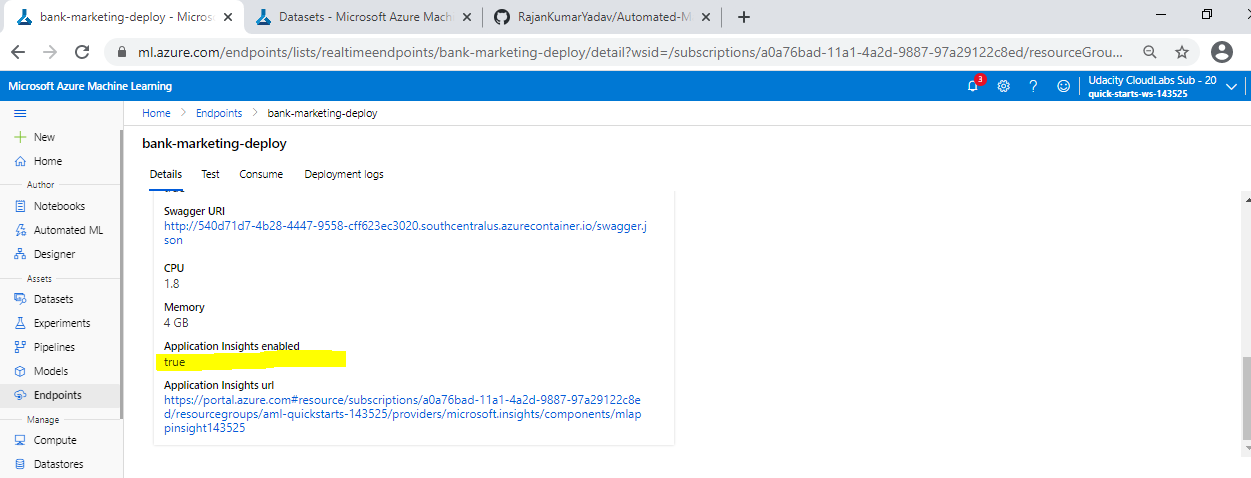 bank-marketing-deploy - Micros
Datasets - Microsoft Azure Machi
RajanKumarYadav/Automated-M
ml.azure.com/endpoints/lists/realtimeendpoints/bank-marketing-deploy/detail?wsid=/subscriptions/a0a76bad-11a1-4a2d-9887-97a29122c8ed/resourceGrou...
Microsoft Azure Machine Learning
3
?
Udacity CloudLabs Sub - 20
quick-starts-ws-143525
Home > Endpoints > bank-marketing-deploy
New
Home
Author
Notebooks
Automated ML
Designer
Assets
Datasets
Experiments
Pipelines
Models
Endpoints
Manage
Compute
Datastores
bank-marketing-deploy
Details Test Consume Deployment logs
Swagger URI
http://540d71d7-4b28-4447-9558-cff623ec3020.southcentralus.azurecontainer.io/swagger.j
son
CPU
1.8
Memory
4 GB
Application Insights enabled
true
Application Insights url
https://portal.azure.com#resource/subscriptions/a0a76bad-11a1-4a2d-9887-97a29122c8e
d/resourcegroups/aml-quickstarts-143525/providers/microsoft.insights/components/mlap
pinsight143525